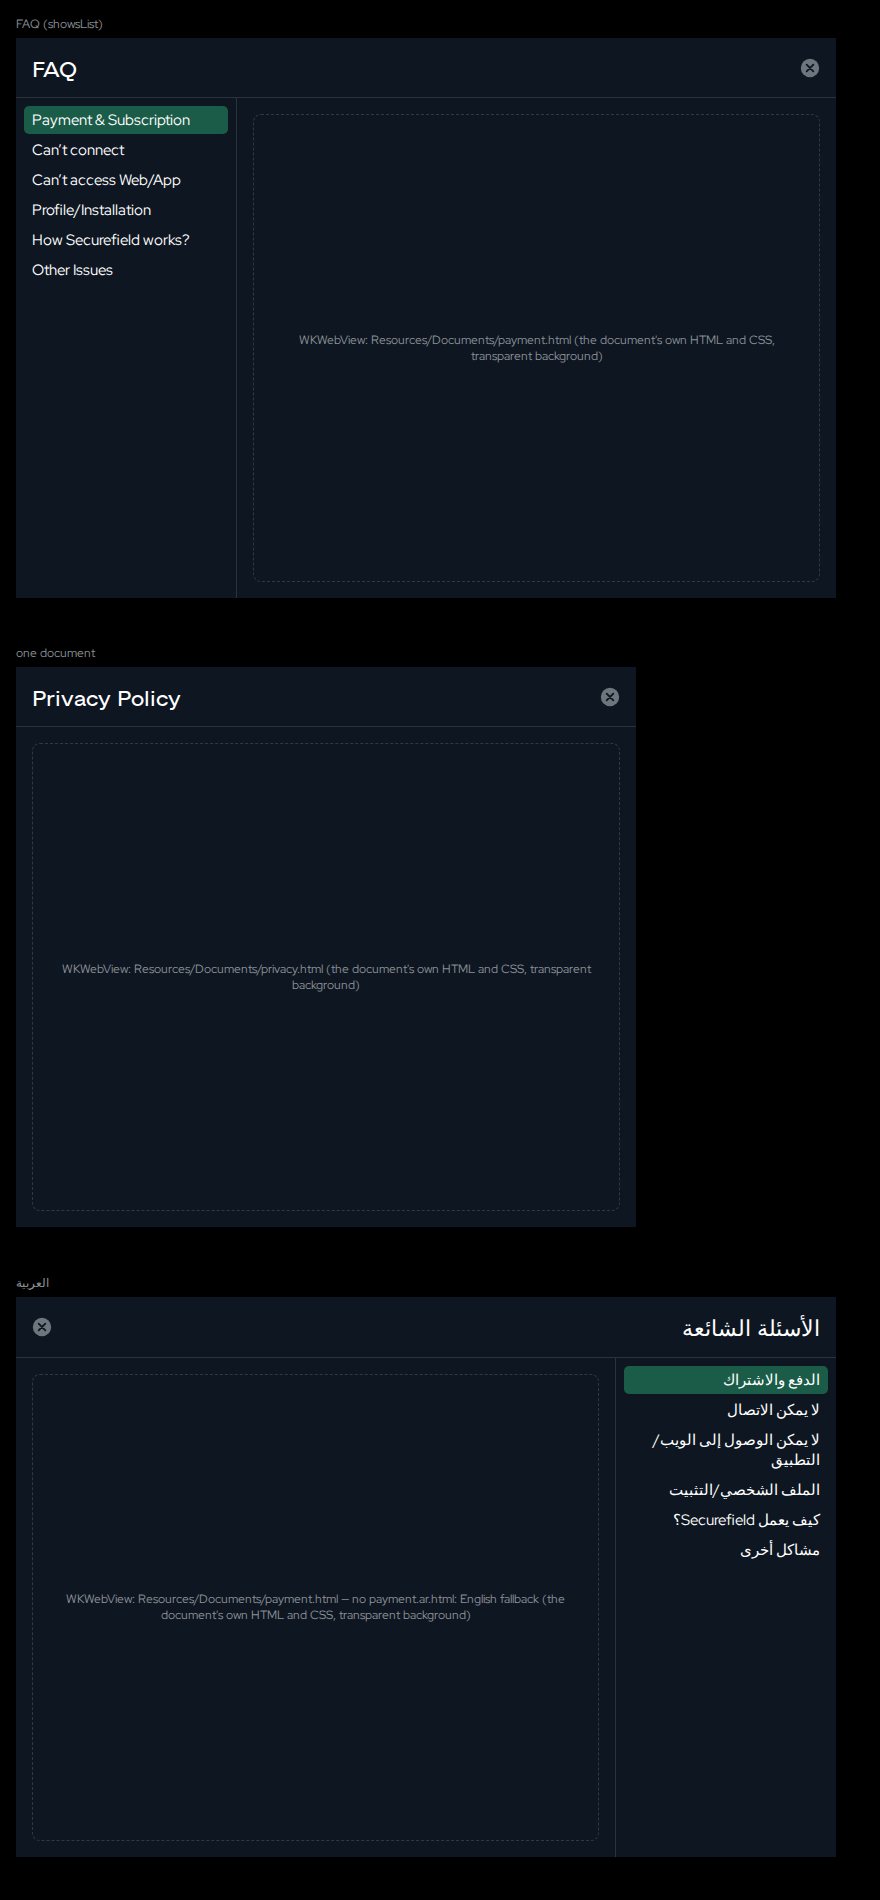 FAQ (showsList)
FAQ
Payment & Subscription
Can’t connect
Can’t access Web/App
Profile/Installation
How Securefield works?
Other Issues
WKWebView: Resources/Documents/payment.html (the document's own HTML and CSS,
transparent background)
one document
Privacy Policy
WKWebView: Resources/Documents/privacy.html (the document's own HTML and CSS, transparent
background)
العربية
الأسئلة الشائعة
الدفع والاشتراك
لا يمكن الاتصال
لا يمكن الوصول إلى الويب/
التطبيق
الملف الشخصي/التثبيت
كيف يعمل Securefield؟
مشاكل أخرى
WKWebView: Resources/Documents/payment.html — no payment.ar.html: English fallback (the
document's own HTML and CSS, transparent background)